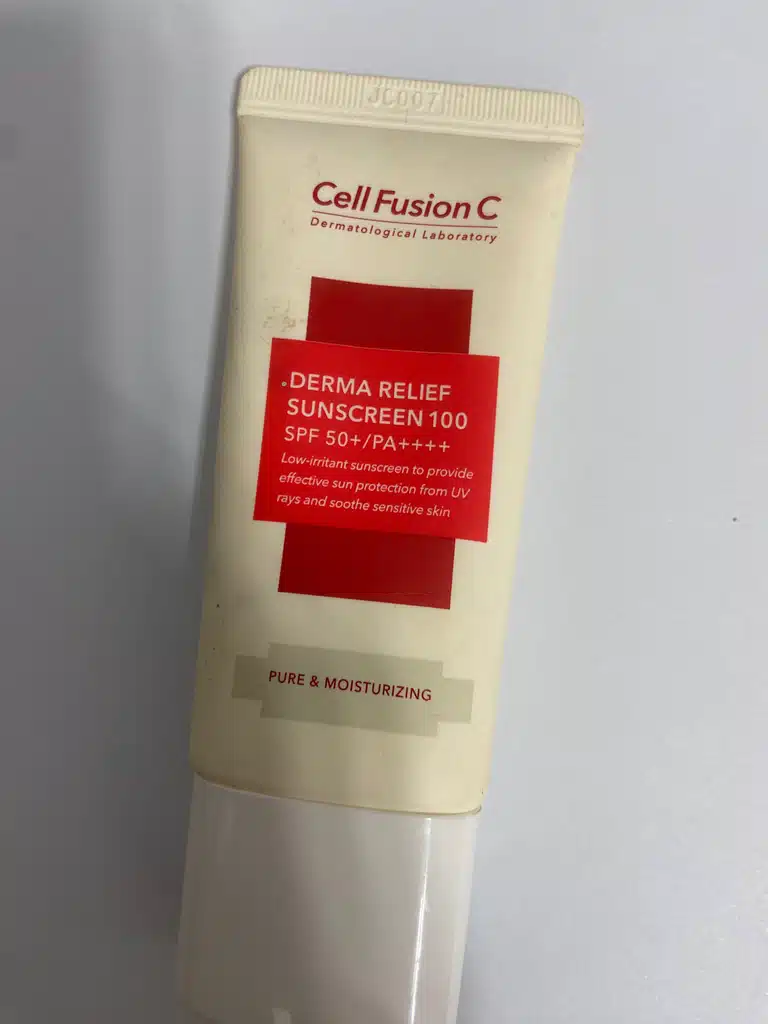 JC007
Cell Fusion C
Dermatological Laboratory
DERMA RELIEF
SUNSCREEN 100
SPF 50+/PA++++
Low-irritant sunscreen to provide
effective sun protection from UV
rays and soothe sensitive skin
PURE & MOISTURIZING